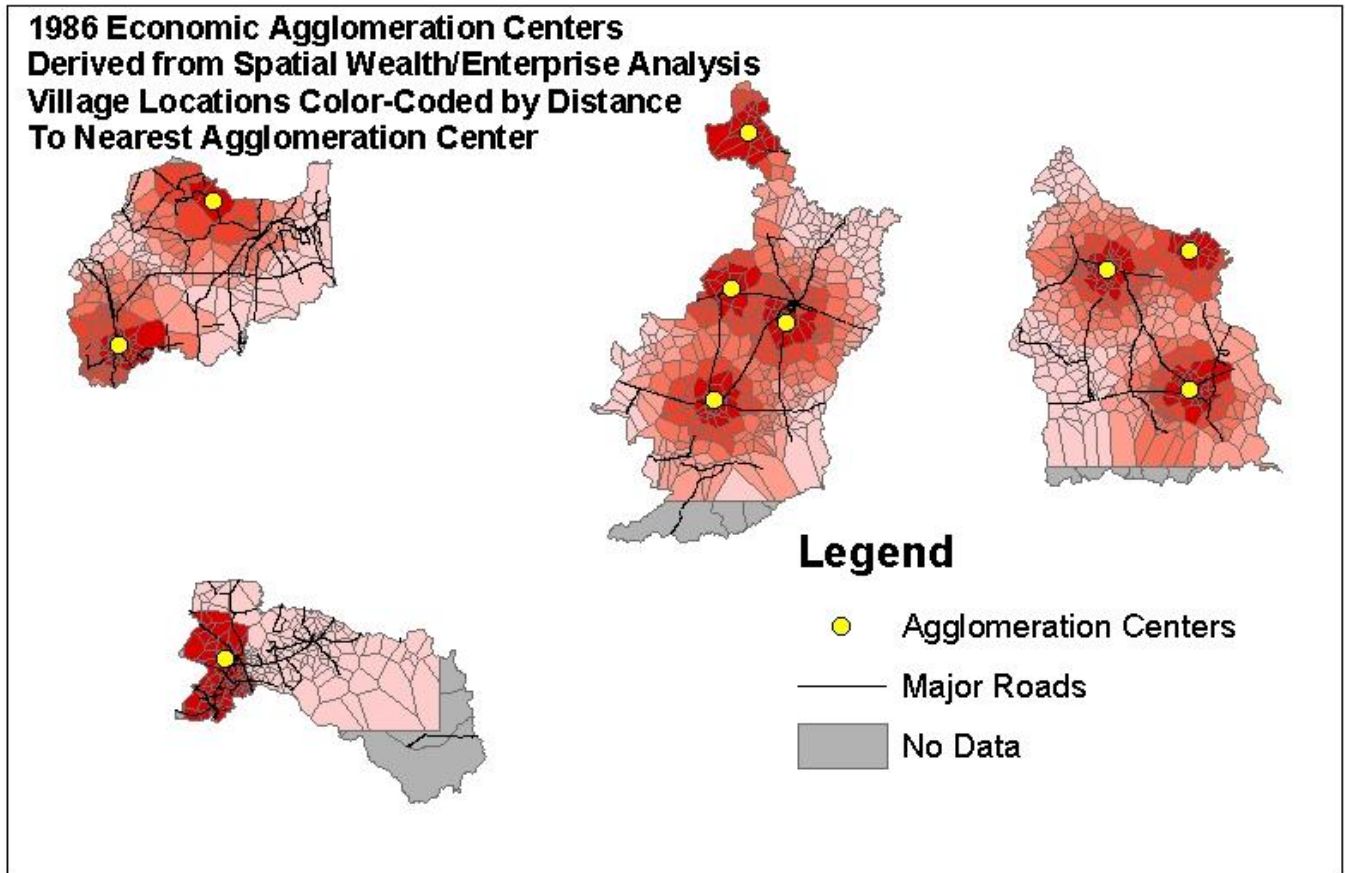 1986 Economic Agglomeration Centers
Derived from Spatial Wealth/Enterprise Analysis
Village Locations Color-Coded by Distance
To Nearest Agglomeration Center
Legend
Agglomeration Centers
Major Roads
No Data